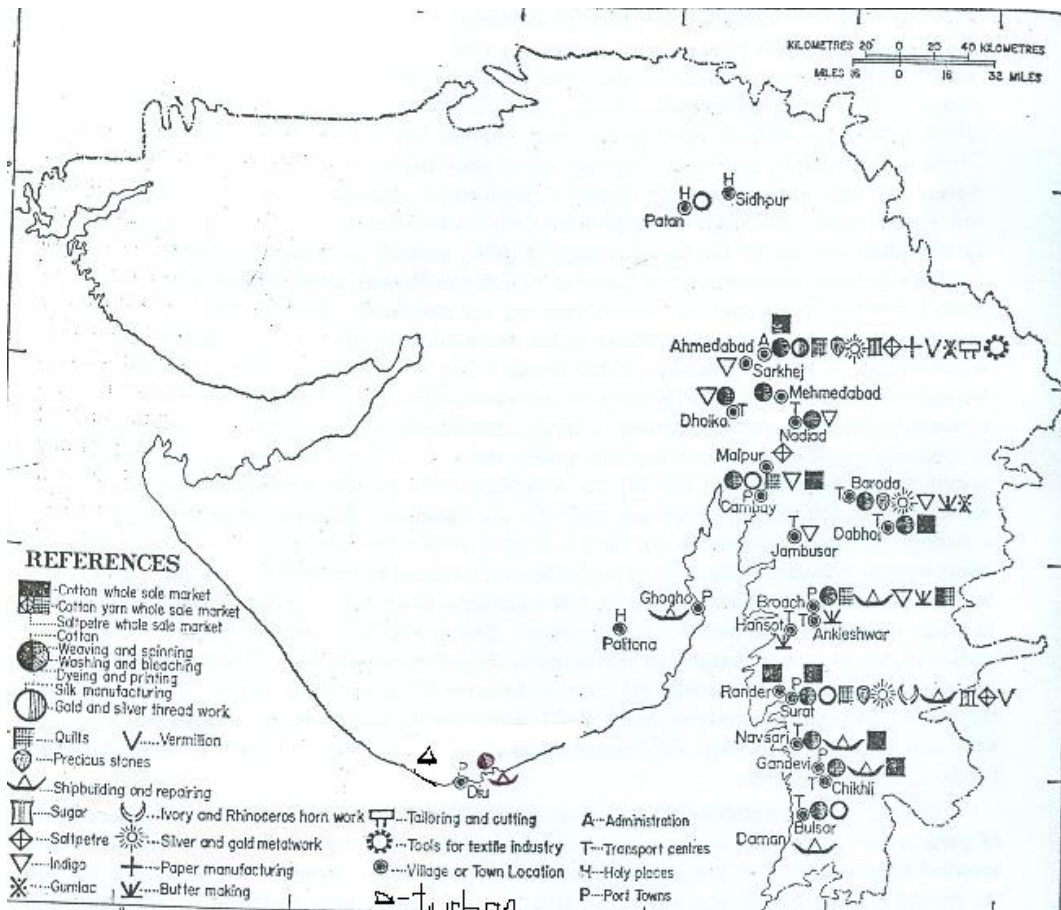 KILOMETRES 20 0 20 40 KILOMETRES
MILES 16 0 16 32 MILES
H H
Sidhpur
Patan
Ahmedabad A
Sarkhej
Mehmedabad
Dholka T
T
Nadiad
Maipur
Baroda
T
P
Cambay
T
Dabhoi
T
Jambusar
Ghogho P
Broach P
Hansot T
Ankleshwar
H
Palitana
Rander P
Surat
Navsari T
Gandevi P
T Chikhli
T
Bulsar
Daman
P
Diu
REFERENCES
Cotton whole sale market
Cotton yarn whole sale market
Saltpetre whole sale market
Cotton
Weaving and spinning
Washing and bleaching
Dyeing and printing
Silk manufacturing
Gold and silver thread work
Quilts
Vermillion
Precious stones
Shipbuilding and repairing
Sugar
Ivory and Rhinoceros horn work
Tailoring and cutting
A-Administration
Saltpetre
Silver and gold metalwork
Tools for textile industry
T-Transport centres
Indigo
Paper manufacturing
Village or Town Location
H-Holy places
Gumlac
Butter making
P-Port Towns